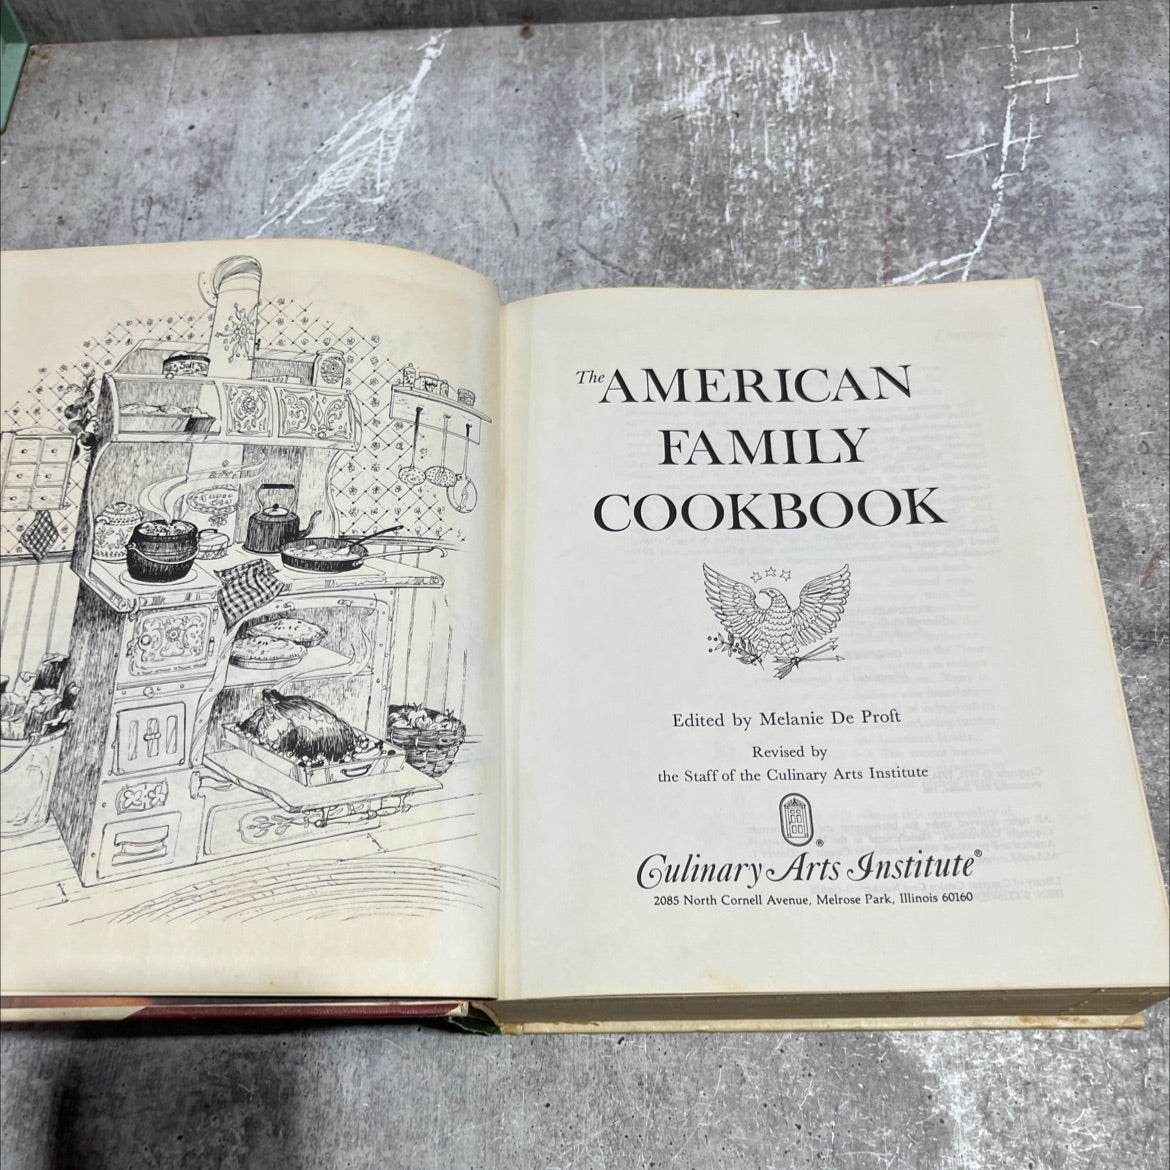 Salt
The AMERICAN
FAMILY
COOKBOOK
Edited by Melanie De Proft
Revised by
the Staff of the Culinary Arts Institute
®
Culinary Arts Institute®
2085 North Cornell Avenue, Melrose Park, Illinois 60160